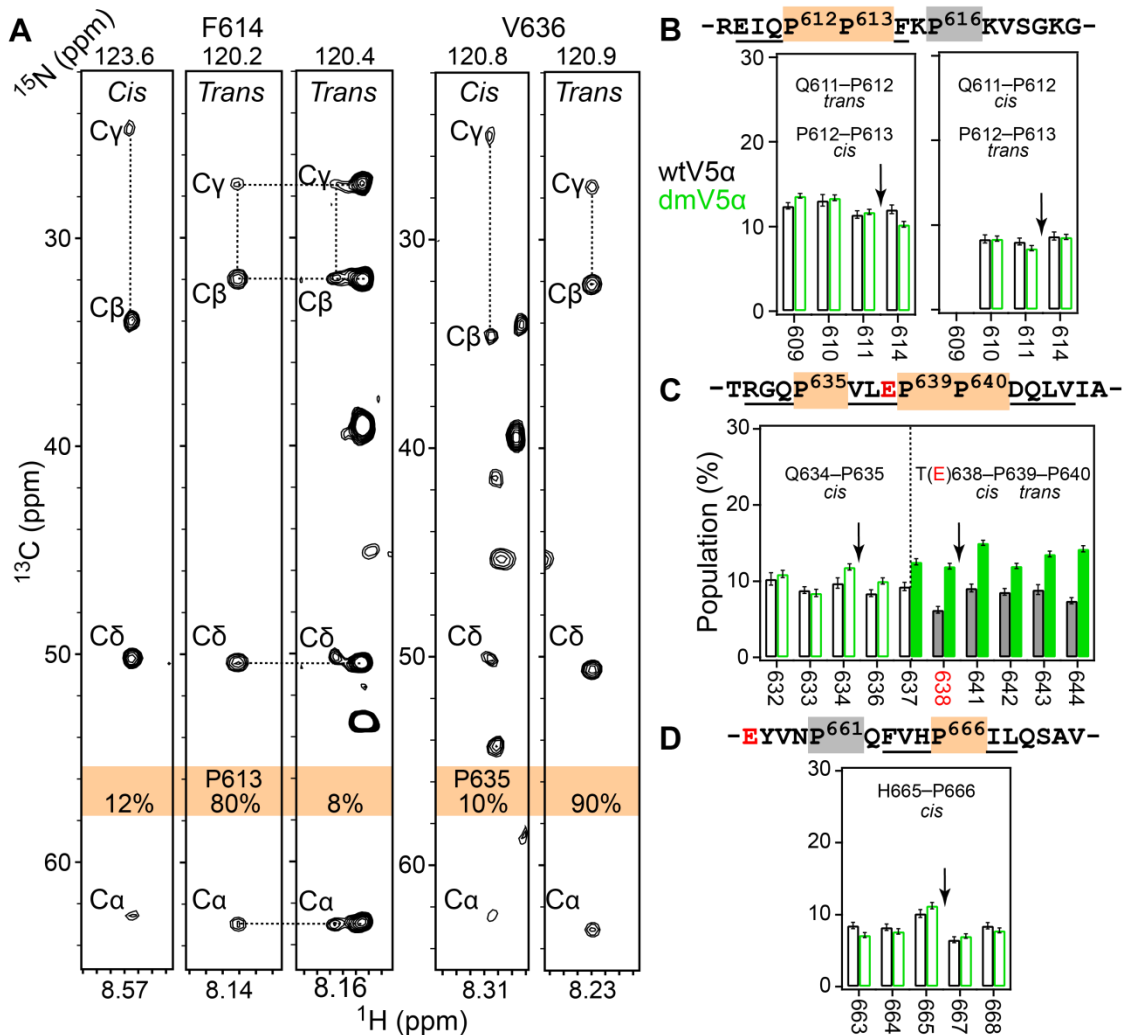 A
F614
V636
¹⁵N (ppm)
123.6 120.2 120.4 120.8 120.9
Cis Trans Trans Cis Trans
Cγ Cγ Cγ Cγ Cγ
Cβ Cβ Cβ Cβ Cβ
Cδ Cδ Cδ Cδ Cδ
P613 P635
12% 80% 8% 10% 90%
Cα Cα Cα Cα Cα
30
40
50
60
30
40
50
60
¹³C (ppm)
8.57 8.14 8.16 8.31 8.23
¹H (ppm)
B
-REIQP⁶¹²P⁶¹³FKP⁶¹⁶KVSGKG-
Q611–P612
trans
P612–P613
cis
Q611–P612
cis
P612–P613
trans
wtV5α
dmV5α
30
20
10
0
609 610 611 614
609 610 611 614
C
-TRGQP⁶³⁵VLEP⁶³⁹P⁶⁴⁰DQLVIA-
Q634–P635
cis
T(E)638–P639–P640
cis trans
Population (%)
30
20
10
0
632 633 634 636 637 638 641 642 643 644
D
-EYVNP⁶⁶¹QFVHP⁶⁶⁶ILQSAV-
H665–P666
cis
30
20
10
0
663 664 665 667 668